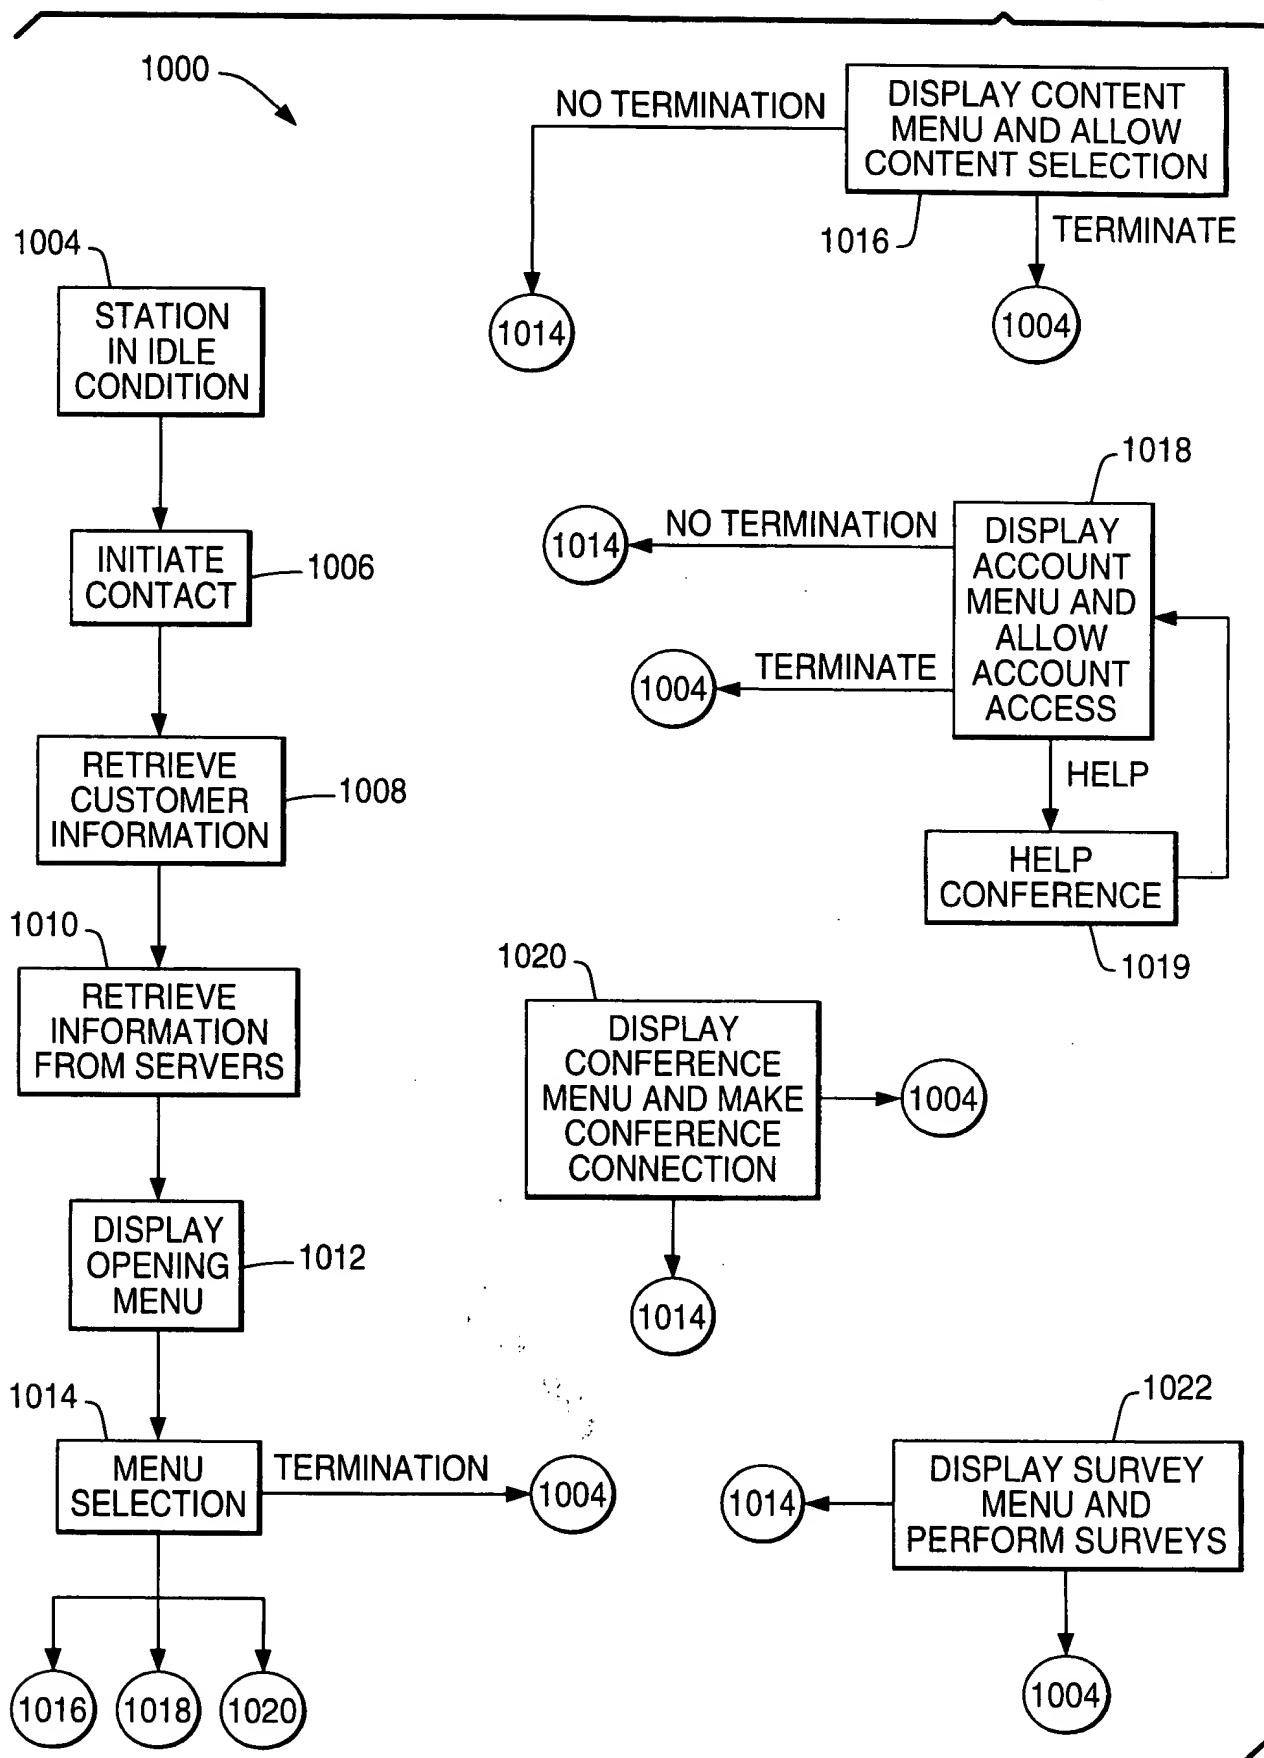 1000
NO TERMINATION
DISPLAY CONTENT
MENU AND ALLOW
CONTENT SELECTION
1016
TERMINATE
1014
1004
1004
STATION
IN IDLE
CONDITION
1018
NO TERMINATION
1014
DISPLAY
ACCOUNT
MENU AND
ALLOW
ACCOUNT
ACCESS
TERMINATE
1004
HELP
HELP
CONFERENCE
1019
INITIATE
CONTACT
1006
RETRIEVE
CUSTOMER
INFORMATION
1008
1010
RETRIEVE
INFORMATION
FROM SERVERS
1020
DISPLAY
CONFERENCE
MENU AND MAKE
CONFERENCE
CONNECTION
1004
1014
DISPLAY
OPENING
MENU
1012
1014
MENU
SELECTION
TERMINATION
1004
1022
DISPLAY SURVEY
MENU AND
PERFORM SURVEYS
1014
1004
1016
1018
1020